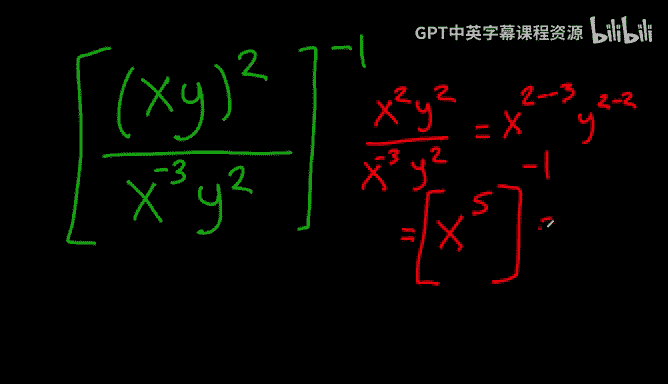 GPT中英字幕课程资源 bilibili
[(xy)^2 / x^-3 y^2]^-1
x^2 y^2 / x^-3 y^2 = x^2--3 y^2-2
= [x^5]^-1 =